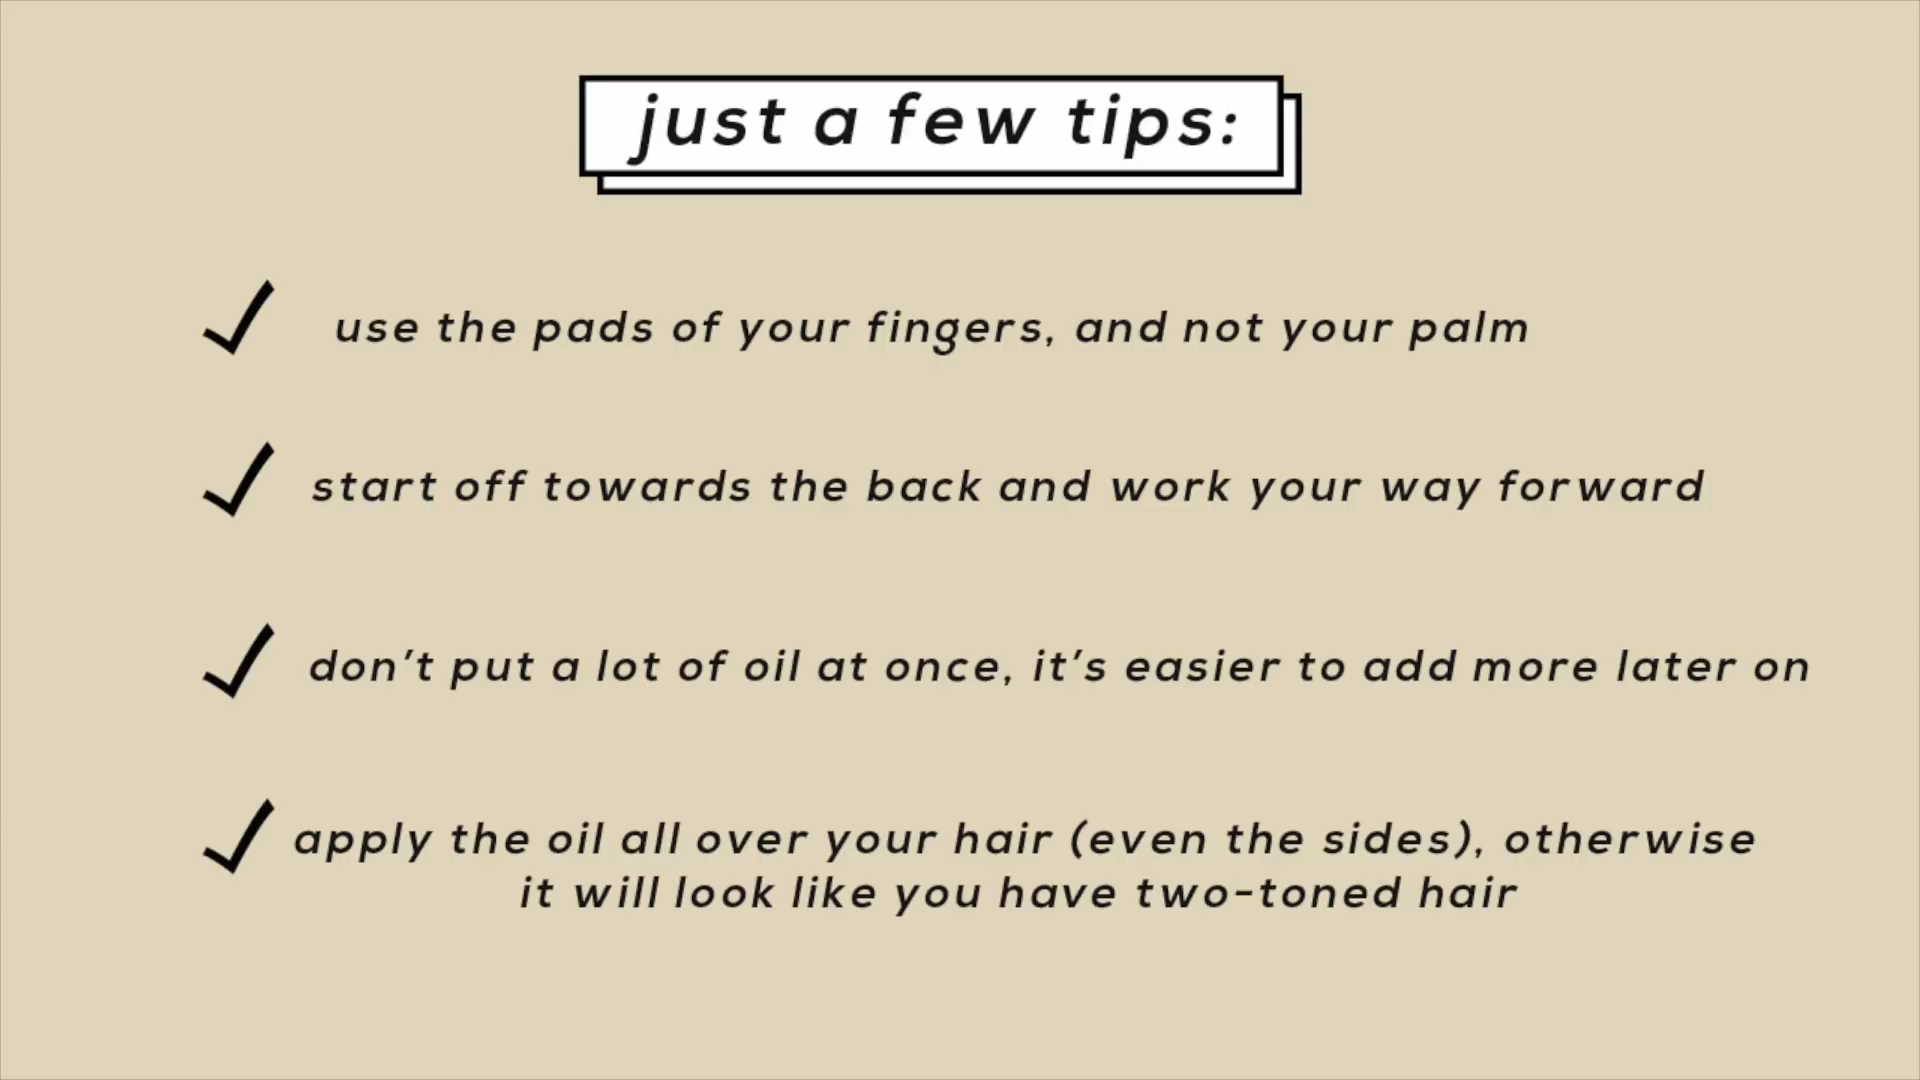 just a few tips:
use the pads of your fingers, and not your palm
start off towards the back and work your way forward
don’t put a lot of oil at once, it’s easier to add more later on
apply the oil all over your hair (even the sides), otherwise
it will look like you have two-toned hair